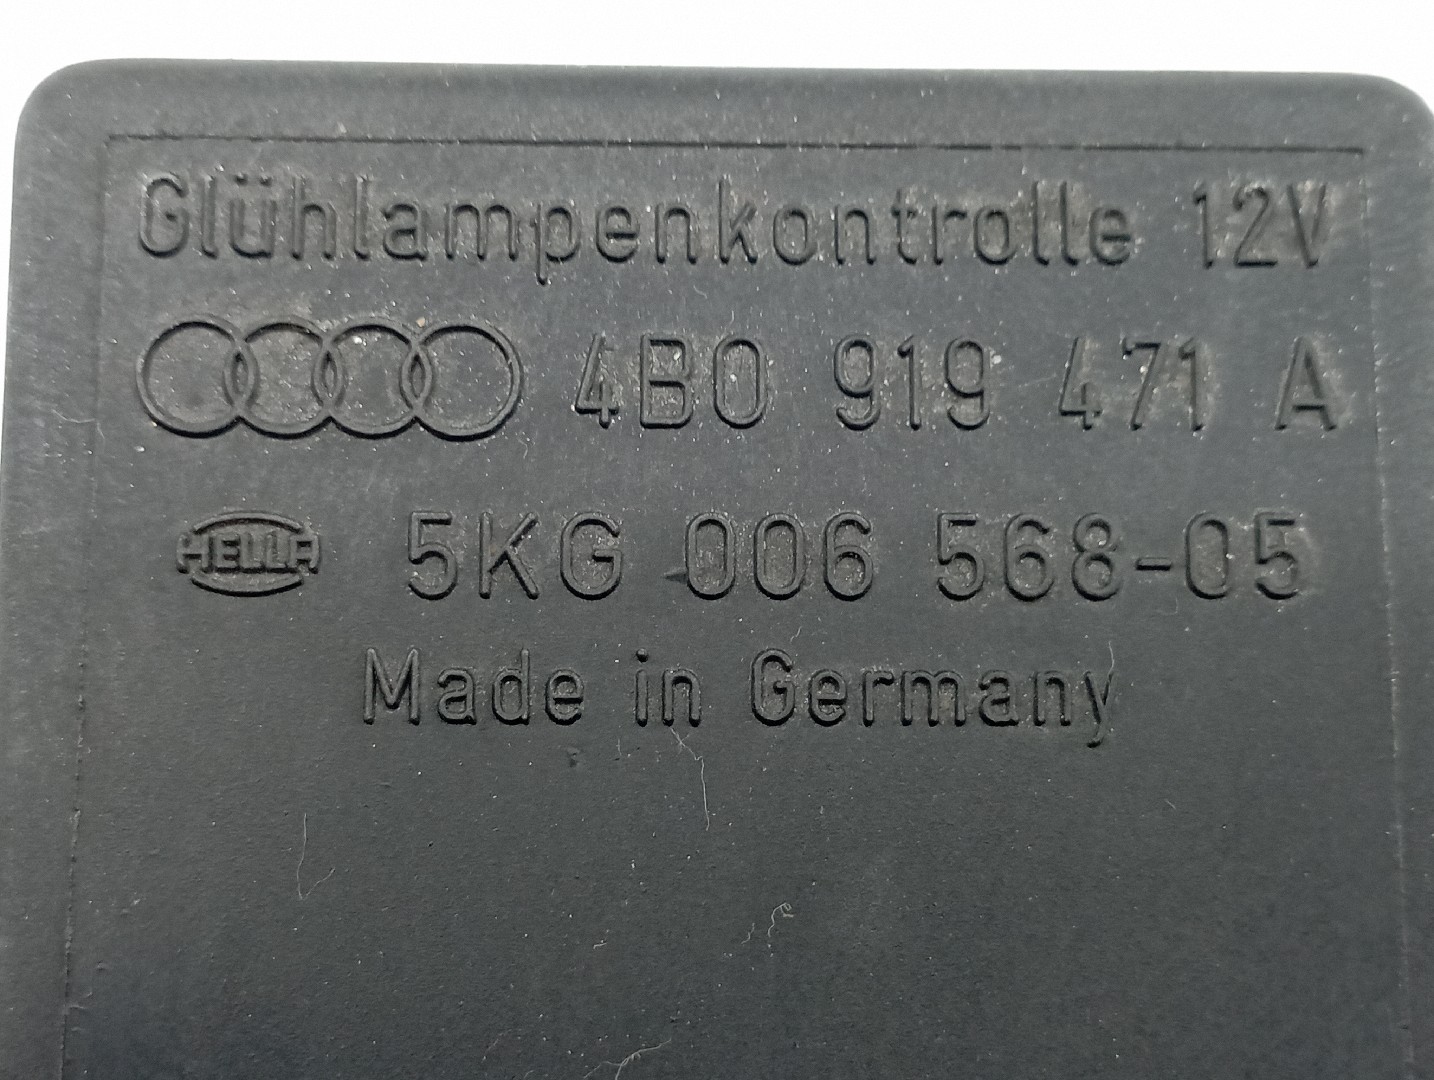 Glühlampenkontrolle 12V
4B0 919 471 A
HELLA 5KG 006 568-05
Made in Germany